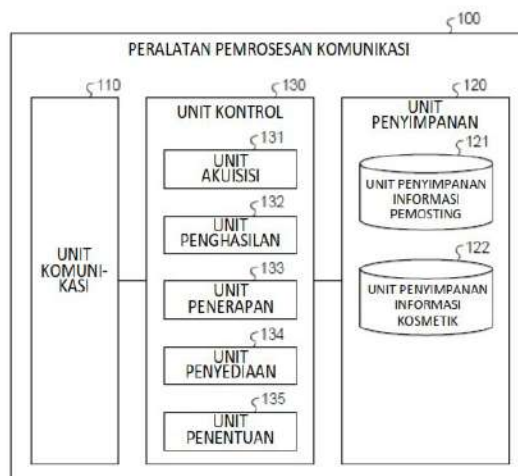 100
PERALATAN PEMROSESAN KOMUNIKASI
110
UNIT
KOMUNI-
KASI
130
UNIT KONTROL
131
UNIT
AKUISISI
132
UNIT
PENGHASILAN
133
UNIT
PENERAPAN
134
UNIT
PENYEDIAAN
135
UNIT
PENENTUAN
120
UNIT
PENYIMPANAN
121
UNIT PENYIMPANAN
INFORMASI
PEMOSTING
122
UNIT PENYIMPANAN
INFORMASI
KOSMETIK